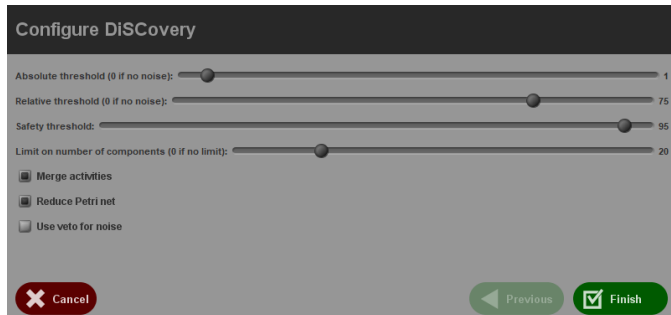 Configure DiSCovery
Absolute threshold (0 if no noise): 1
Relative threshold (0 if no noise): 75
Safety threshold: 95
Limit on number of components (0 if no limit): 20
Merge activities
Reduce Petri net
Use veto for noise
Cancel Previous Finish